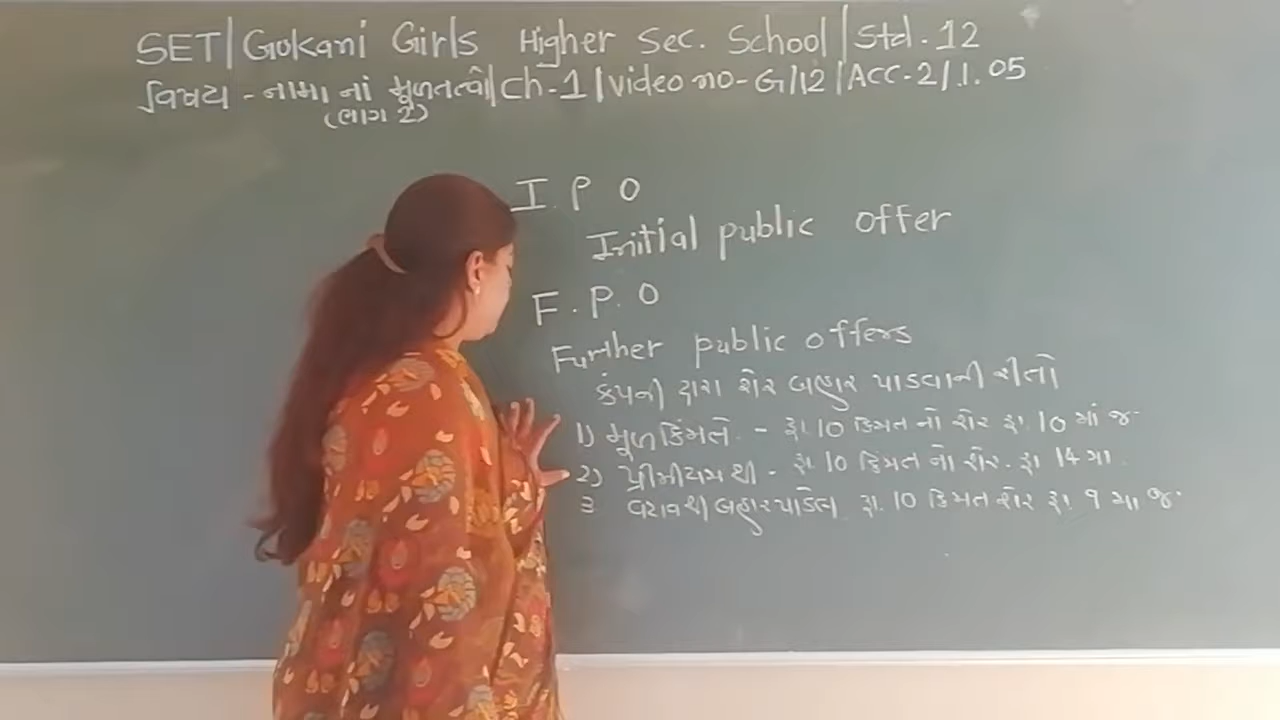 SET/Gokani Girls Higher Sec. School/Std.12
વિષય - નામા નાં મૂળતત્વો/Ch-1/Video no-G/12/Acc-2/1.05
(ભાગ 2)
I. P O
Initial public offer
F. P. O
Further public offers
કંપની દ્વારા શેર બહાર પાડવાની રીતો
1) મૂળકિંમતે - રૂા 10 કિંમત નો શેર રૂા 10 માં જ
2) પ્રીમીયમ થી - રૂા 10 કિંમત નો શેર રૂા 14 મા
3 વટાવથી બહારપાડેલ રૂા. 10 કિંમત શેર રૂા 9 મા જ